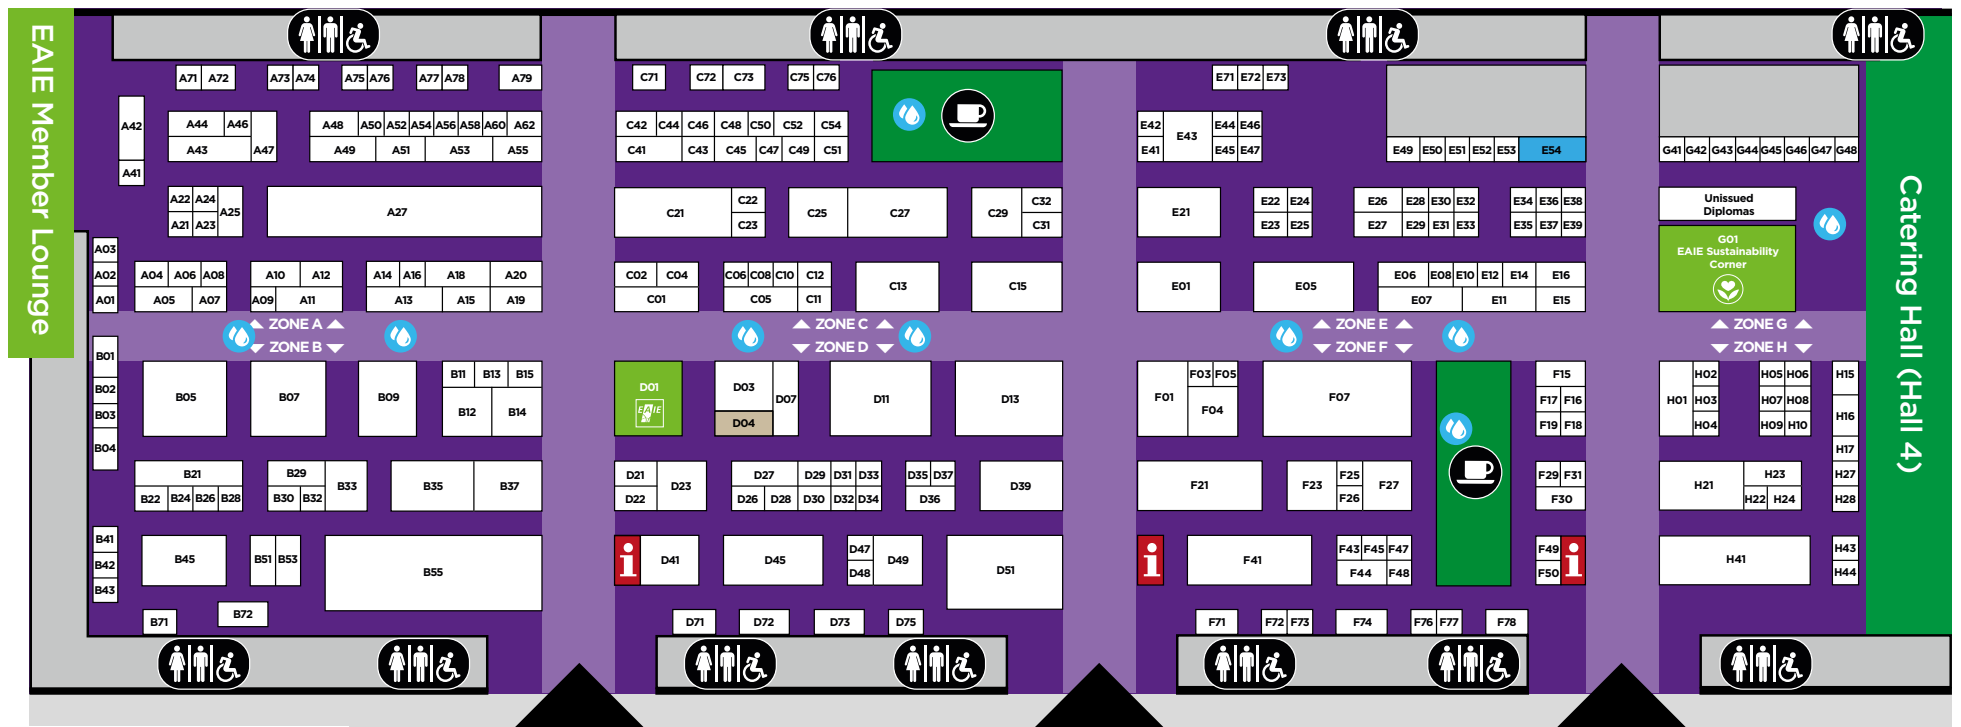 EAIE Member Lounge
A71 A72 A73 A74 A75 A76 A77 A78 A79
C71 C72 C73 C75 C76
E71 E72 E73
A42
A44 A46 A48 A50 A52 A54 A56 A58 A60 A62
C42 C44 C46 C48 C50 C52 C54
E42 E43 E44 E46
A43 A47 A49 A51 A53 A55
C41 C43 C45 C47 C49 C51
E41 E45 E47
E49 E50 E51 E52 E53 E54
G41 G42 G43 G44 G45 G46 G47 G48
A41
A22 A24 A25 A27
A21 A23
C21 C22 C25 C27 C29 C32
C23 C31
E21 E22 E24 E26 E28 E30 E32 E34 E36 E38
E23 E25 E27 E29 E31 E33 E35 E37 E39
Unissued
Diplomas
G01
EAIE Sustainability
Corner
Catering Hall (Hall 4)
A03
A02 A04 A06 A08 A10 A12 A14 A16 A18 A20
A01 A05 A07 A09 A11 A13 A15 A19
C02 C04 C06 C08 C10 C12 C13 C15
C01 C05 C11
E01 E05 E06 E08 E10 E12 E14 E16
E07 E11 E15
ZONE A
ZONE B
ZONE C
ZONE D
ZONE E
ZONE F
ZONE G
ZONE H
B01
B02
B03
B04
B05 B07 B09 B11 B13 B15
B12 B14
D01
EAIE
D03 D07 D11 D13
D04
F01 F03 F05 F07 F15
F04 F17 F16
F19 F18
H01 H02 H05 H06 H15
H03 H07 H08 H16
H04 H09 H10
H17
B21 B29 B33 B35 B37
B22 B24 B26 B28 B30 B32
D21 D23 D27 D29 D31 D33 D35 D37 D39
D22 D26 D28 D30 D32 D34 D36
F21 F23 F25 F27 F29 F31
F26 F30
H21 H23 H27
H22 H24 H28
B41
B42
B43
B45 B51 B53 B55
i D41 D45 D47 D49 D51
D48
i F41 F43 F45 F47 F49 i
F44 F48 F50
H41 H43
H44
B71 B72
D71 D72 D73 D75
F71 F72 F73 F74 F76 F77 F78